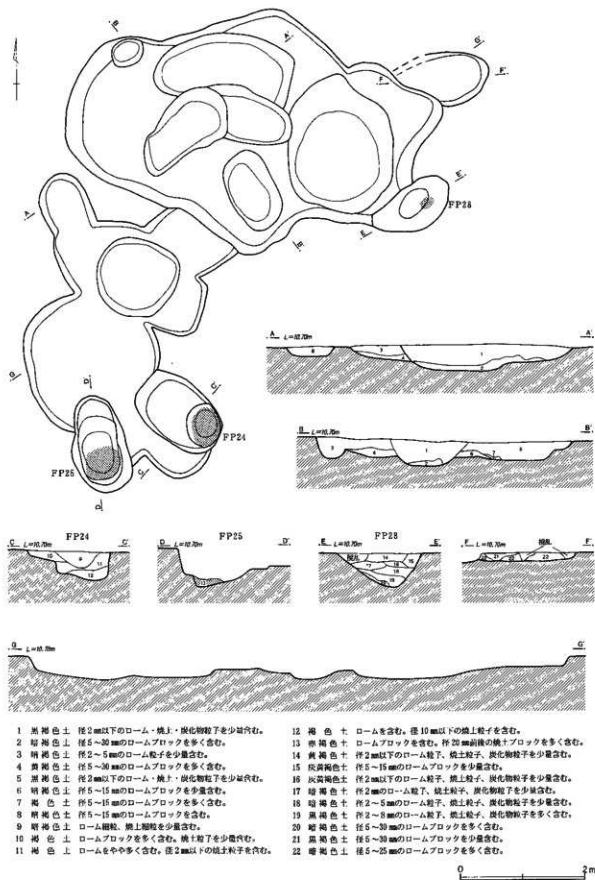 B
A'
G'
F
F'
E'
FP28
A
B'
E
G
D'
C'
FP24
FP25
C
D
A L=10.70m A'
B L=10.70m B'
3
1
2
4
FP24
C L=10.70m C'
FP25
D L=10.70m D'
FP28
E L=10.70m E'
F L=10.70m F'
G L=10.70m G'
1 黒褐色土 径2㎜以下のローム・焼土・炭化物粒子を少量含む。
2 暗褐色土 径5～30㎜のロームブロックを多く含む。
3 暗褐色土 径2～5㎜のローム粒子を少量含む。
4 黄褐色土 径5～30㎜のロームブロックを多く含む。
5 黒褐色土 径2㎜以下のローム・焼土・炭化物粒子を少量含む。
6 暗褐色土 径5～15㎜のロームブロックを少量含む。
7 褐色土 径5～15㎜のロームブロックを多く含む。
8 暗褐色土 径5～15㎜のロームブロックを含む。
9 暗褐色土 ローム細粒、焼土細粒を少量含む。
10 褐色土 ロームブロックを多く含む。焼土粒子を少量含む。
11 褐色土 ロームをやや多く含む。径2㎜以下の焼土粒子を含む。
12 褐色土 ロームを含む。径10㎜以下の焼土粒子を含む。
13 赤褐色土 ロームブロックを含む。径20㎜前後の焼土ブロックを多く含む。
14 黄褐色土 径2㎜以下のローム粒子、焼土粒子、炭化物粒子を少量含む。
15 灰黄褐色土 径5～15㎜のロームブロックを多く含む。
16 灰黄褐色土 径2㎜以下のローム粒子、焼土粒子、炭化物粒子を少量含む。
17 暗褐色土 径2㎜のローム粒子、焼土粒子、炭化物粒子を少量含む。
18 暗褐色土 径2～5㎜のローム粒子、焼土粒子、炭化物粒子を少量含む。
19 黒褐色土 径2～8㎜のローム粒子、焼土粒子、炭化物粒子を多く含む。
20 暗褐色土 径5～30㎜のロームブロックを多く含む。
21 黒褐色土 径5～30㎜のロームブロックを少量含む。
22 暗褐色土 径5～25㎜のロームブロックを多く含む。
0 2m